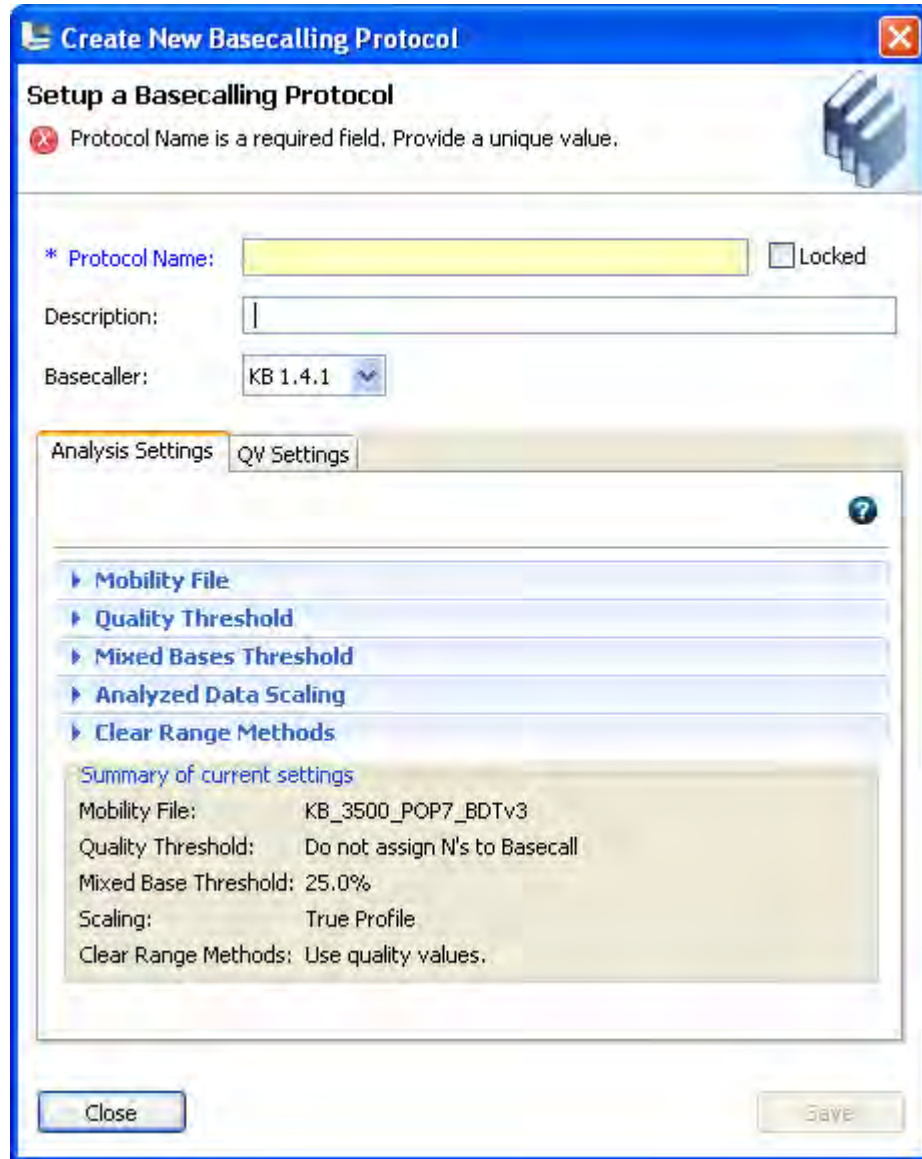 Create New Basecalling Protocol
Setup a Basecalling Protocol
Protocol Name is a required field. Provide a unique value.
* Protocol Name:
Locked
Description:
Basecaller:
KB 1.4.1
Analysis Settings
QV Settings
?
Mobility File
Quality Threshold
Mixed Bases Threshold
Analyzed Data Scaling
Clear Range Methods
Summary of current settings
Mobility File: KB_3500_POP7_BDTv3
Quality Threshold: Do not assign N's to Basecall
Mixed Base Threshold: 25.0%
Scaling: True Profile
Clear Range Methods: Use quality values.
Close
Save